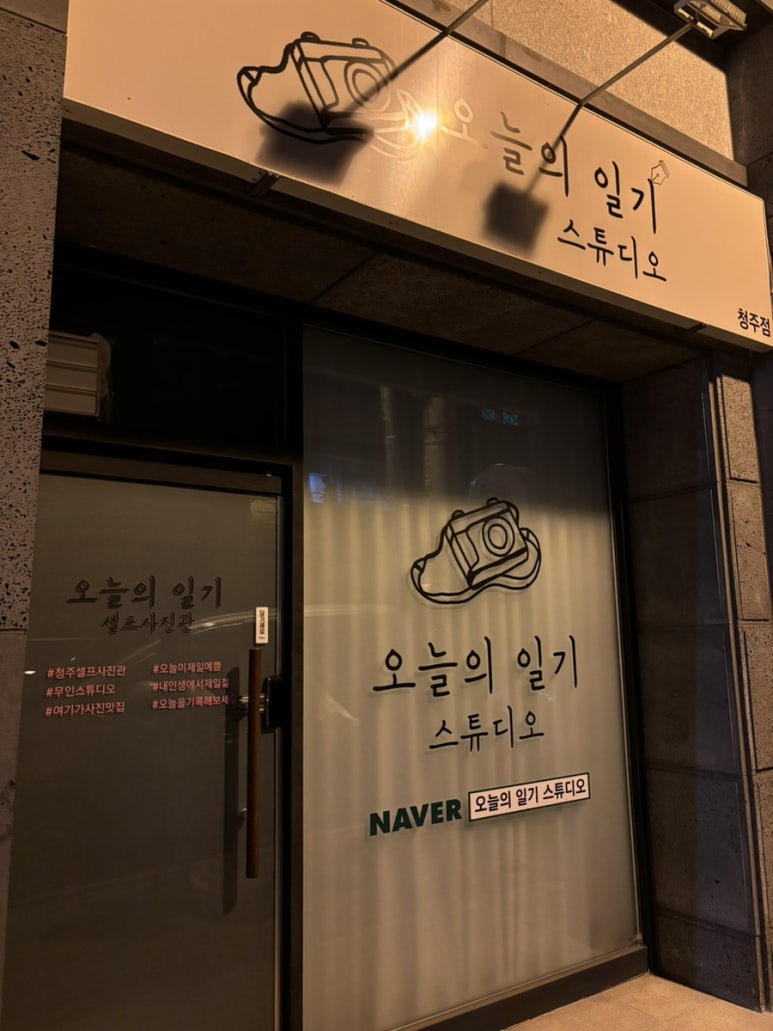 오늘의 일기
스튜디오
청주점
오늘의 일기
셀프사진관
#청주셀프사진관 #오늘이제일예쁨
#무인스튜디오 #내인생에서제일젊
#여기가사진맛집 #오늘을기록해보세
오늘의 일기
스튜디오
NAVER 오늘의 일기 스튜디오